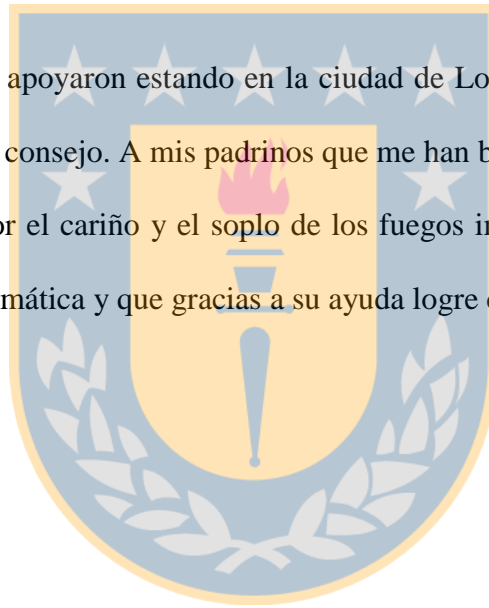 apoyaron estando en la ciudad de Lo
consejo. A mis padrinos que me han b
or el cariño y el soplo de los fuegos in
mática y que gracias a su ayuda logre